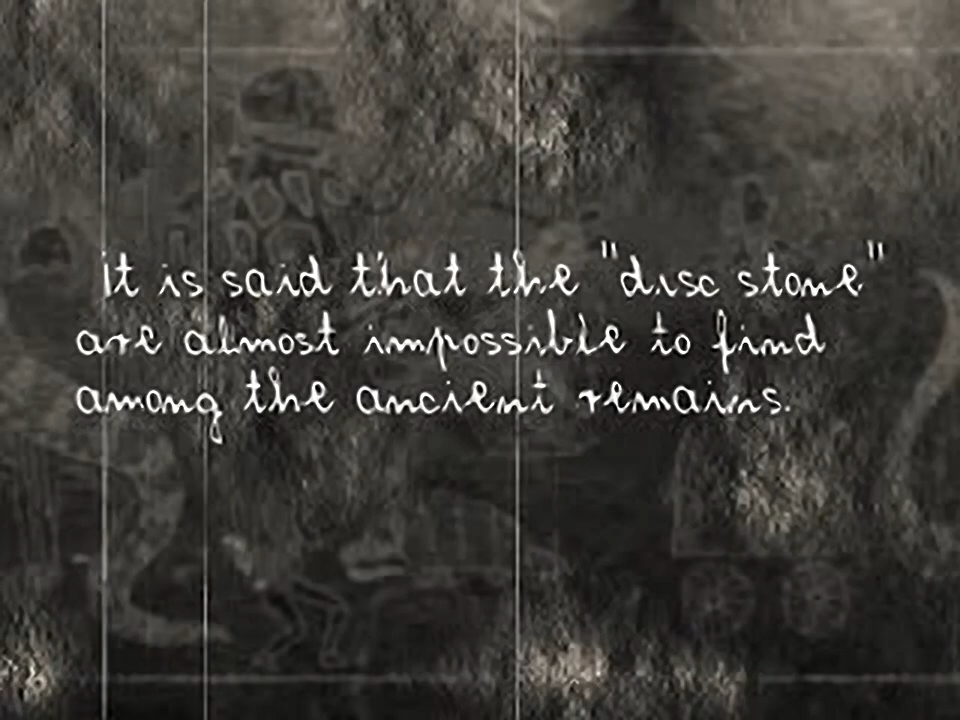 It is said that the "disc stone"
are almost impossible to find
among the ancient remains.